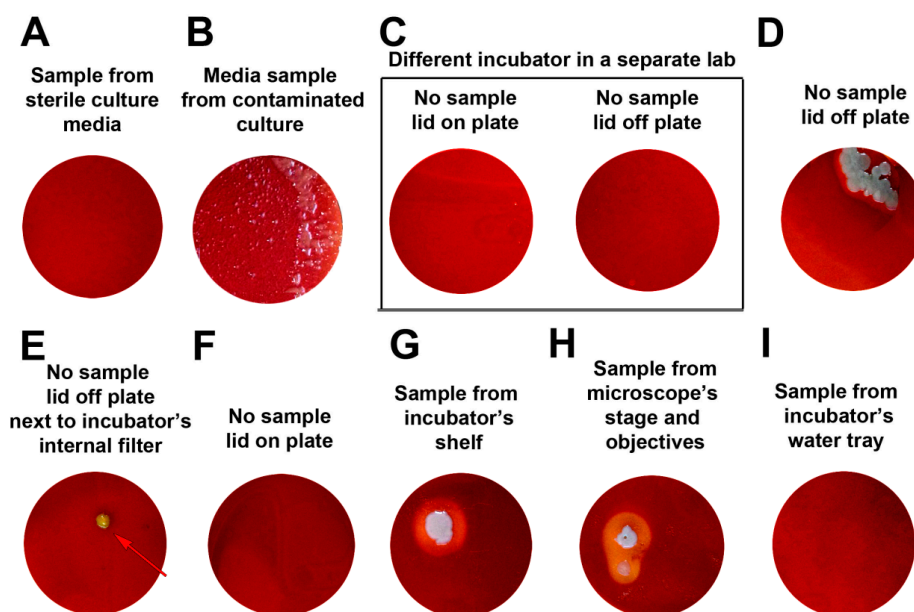 A
Sample from
sterile culture
media
B
Media sample
from contaminated
culture
C
Different incubator in a separate lab
No sample
lid on plate
No sample
lid off plate
D
No sample
lid off plate
E
No sample
lid off plate
next to incubator's
internal filter
F
No sample
lid on plate
G
Sample from
incubator's
shelf
H
Sample from
microscope's
stage and
objectives
I
Sample from
incubator's
water tray